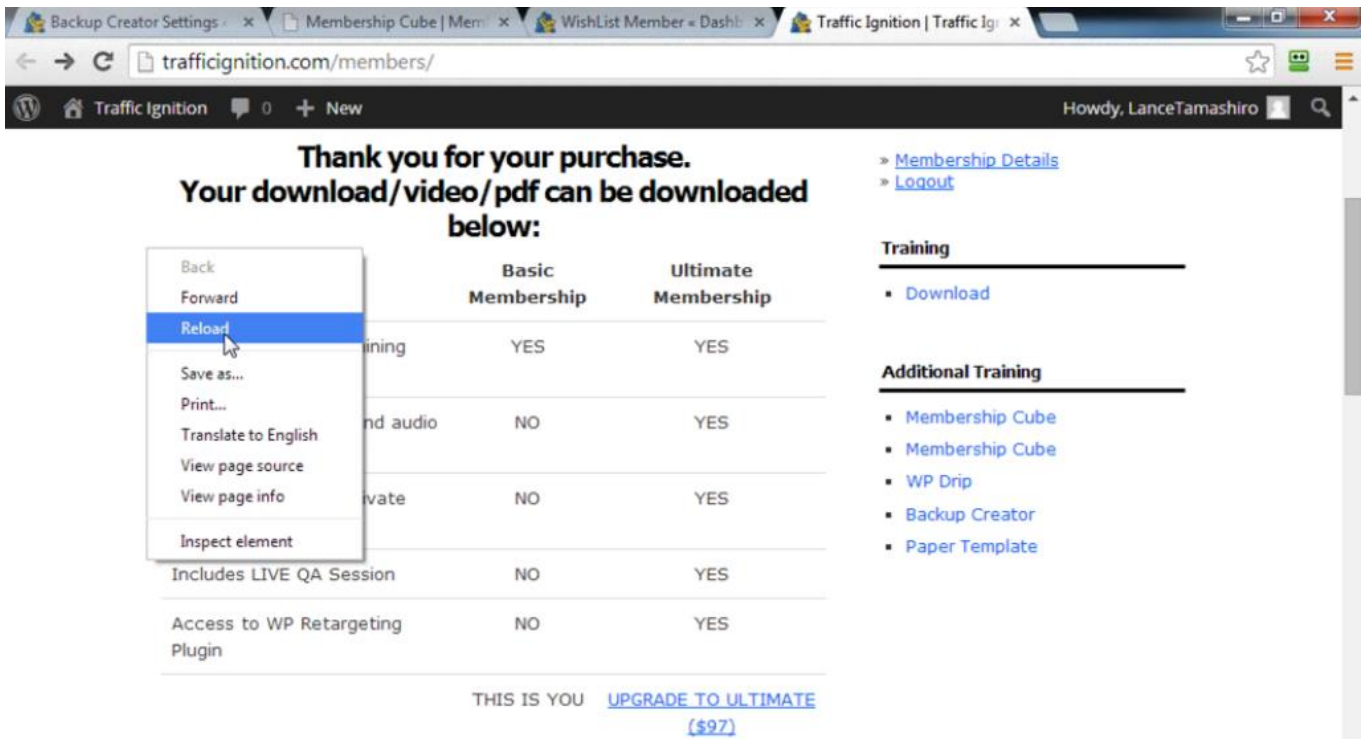 Backup Creator Settings
Membership Cube | Mem
WishList Member « Dashb
Traffic Ignition | Traffic Ig
trafficignition.com/members/
Traffic Ignition 0 + New
Howdy, LanceTamashiro
Thank you for your purchase.
Your download/video/pdf can be downloaded
below:
Basic
Membership
Ultimate
Membership
ining YES YES
nd audio NO YES
ivate NO YES
Includes LIVE QA Session NO YES
Access to WP Retargeting
Plugin
NO YES
THIS IS YOU UPGRADE TO ULTIMATE
($97)
Back
Forward
Reload
Save as...
Print...
Translate to English
View page source
View page info
Inspect element
» Membership Details
» Logout
Training
▪ Download
Additional Training
▪ Membership Cube
▪ Membership Cube
▪ WP Drip
▪ Backup Creator
▪ Paper Template